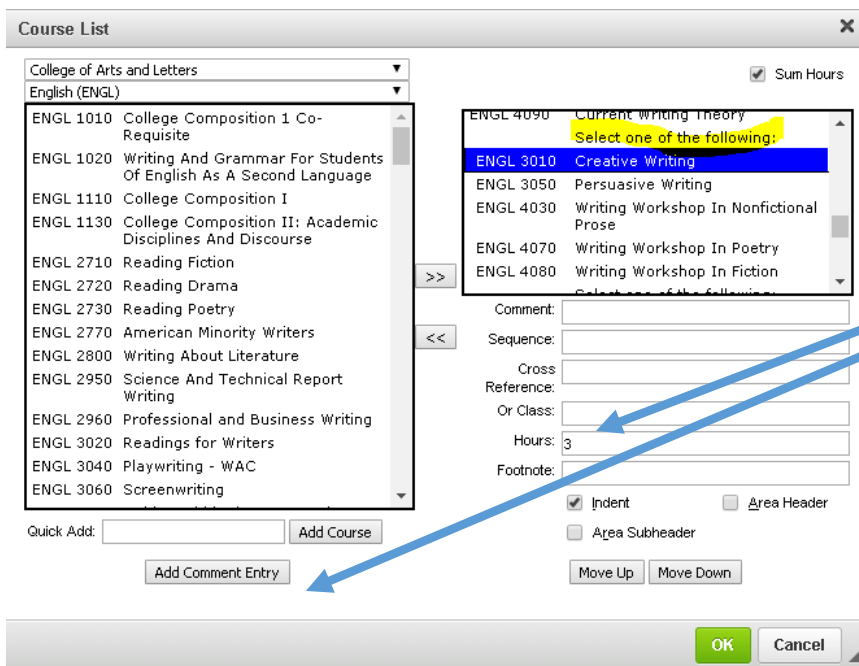 Course List
×
College of Arts and Letters
Sum Hours
English (ENGL)
ENGL 1010 College Composition 1 Co-
Requisite
ENGL 1020 Writing And Grammar For Students
Of English As A Second Language
ENGL 1110 College Composition I
ENGL 1130 College Composition II: Academic
Disciplines And Discourse
ENGL 2710 Reading Fiction
ENGL 2720 Reading Drama
ENGL 2730 Reading Poetry
ENGL 2770 American Minority Writers
ENGL 2800 Writing About Literature
ENGL 2950 Science And Technical Report
Writing
ENGL 2960 Professional and Business Writing
ENGL 3020 Readings for Writers
ENGL 3040 Playwriting - WAC
ENGL 3060 Screenwriting
Quick Add:
Add Course
Add Comment Entry
>>
<<
ENGL 4090 Current Writing Theory
Select one of the following:
ENGL 3010 Creative Writing
ENGL 3050 Persuasive Writing
ENGL 4030 Writing Workshop In Nonfictional
Prose
ENGL 4070 Writing Workshop In Poetry
ENGL 4080 Writing Workshop In Fiction
Select one of the following:
Comment:
Sequence:
Cross
Reference:
Or Class:
Hours: 3
Footnote:
Indent
Area Header
Area Subheader
Move Up
Move Down
OK
Cancel